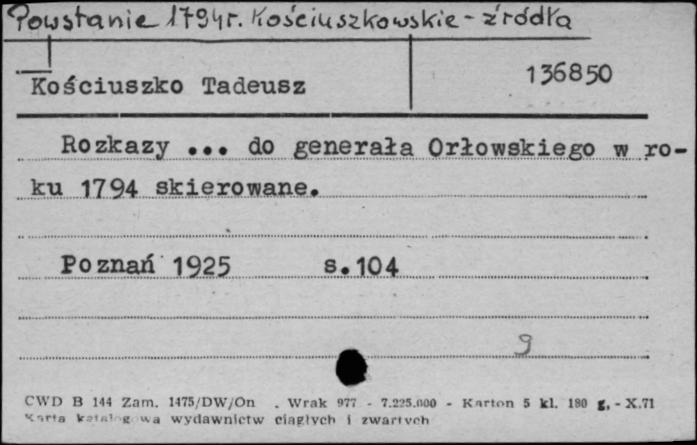 Powstanie 1794r. Kościuszkowskie - źródła
Kościuszko Tadeusz
136850
Rozkazy ... do generała Orłowskiego w ro-
ku 1794 skierowane.
Poznań 1925 s.104
9
CWD B 144 Zam. 1475/DW/On . Wrak 977 - 7.225.000 - Karton 5 kl. 180 g. - X.71
Karta katalogowa wydawnictw ciągłych i zwartych